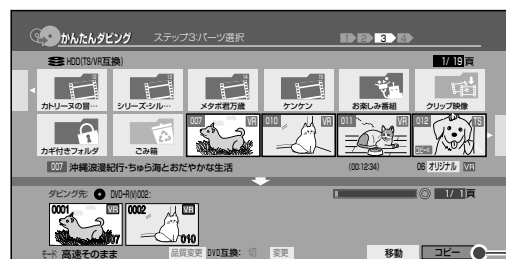 かんたんダビング ステップ3:パーツ選択 1 2 3 4
HDD(TS/VR互換) 1/ 19頁
カトリーヌの冒… シリーズ・シル… メタボ君万歳 ケンケン お楽しみ番組 クリップ映像
カギ付きフォルダ ごみ箱 007 VR 010 VR 011 VR 012 TS
007 沖縄浪漫紀行・ちゅら海とおだやかな生活 (00:12:34) 06 オリジナル VR
ダビング先: DVD-R(V)002: 1/ 1頁
0001 VR 007 0002 VR 010
モード 高速そのまま 品質変更 DVD互換: 切 変更 移動 コピー